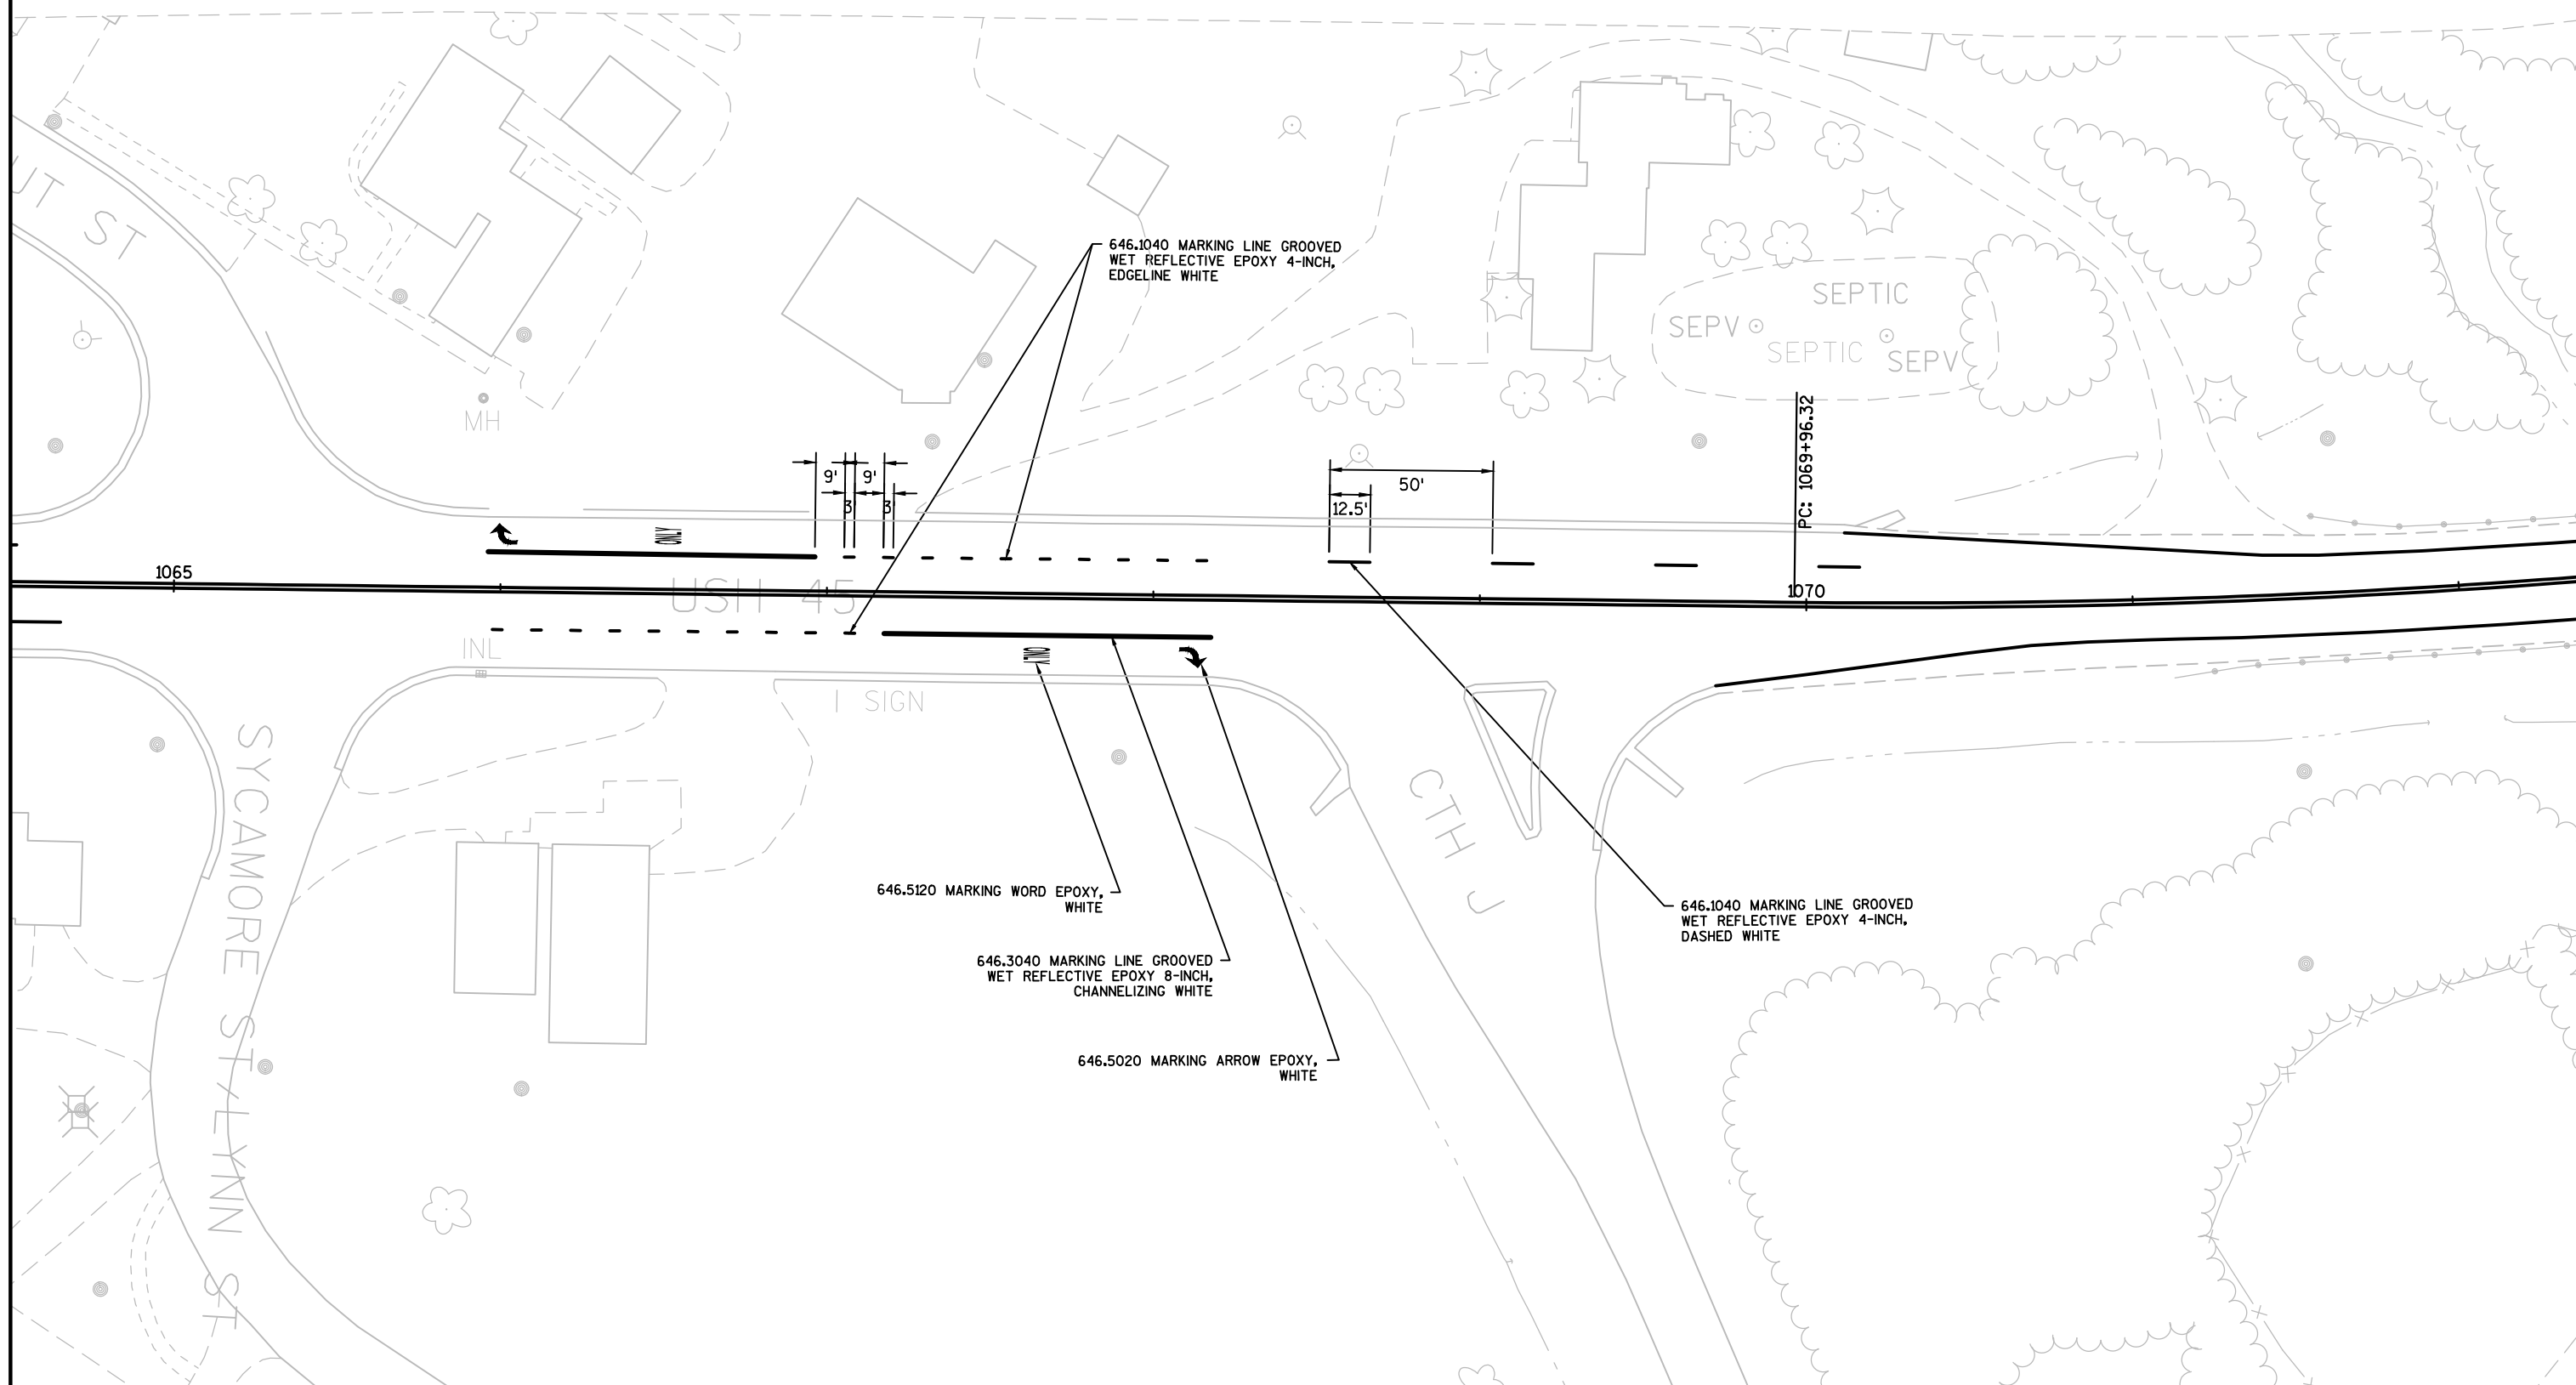 UT ST
646.1040 MARKING LINE GROOVED
WET REFLECTIVE EPOXY 4-INCH,
EDGELINE WHITE
SEPTIC
SEPV
SEPTIC
SEPV
MH
PC: 1069+96.32
9'
9'
3'
3'
50'
12.5'
ONLY
1065
USH 45
1070
INL
ONLY
1 SIGN
SYCAMORE ST / LYNN ST
CTH J
646.5120 MARKING WORD EPOXY,
WHITE
646.1040 MARKING LINE GROOVED
WET REFLECTIVE EPOXY 4-INCH,
DASHED WHITE
646.3040 MARKING LINE GROOVED
WET REFLECTIVE EPOXY 8-INCH,
CHANNELIZING WHITE
646.5020 MARKING ARROW EPOXY,
WHITE